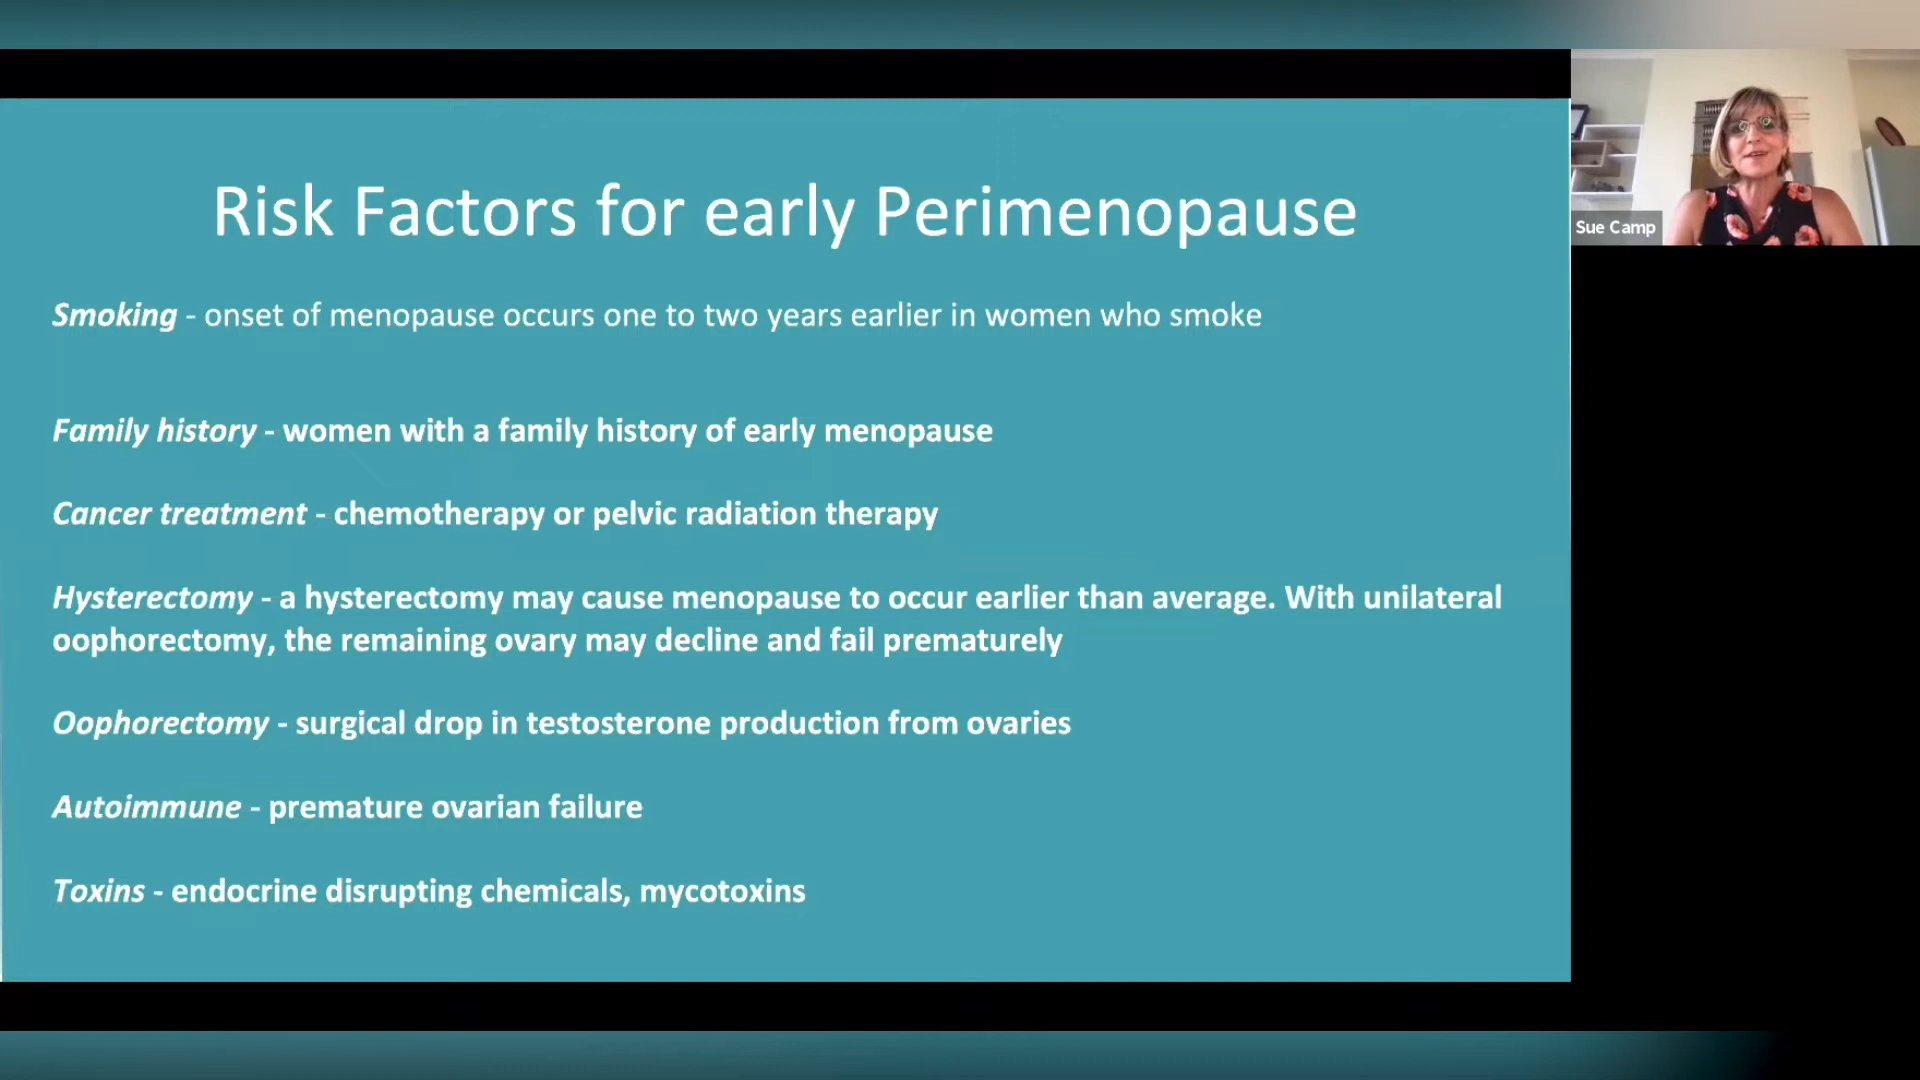 Risk Factors for early Perimenopause
Smoking - onset of menopause occurs one to two years earlier in women who smoke
Family history - women with a family history of early menopause
Cancer treatment - chemotherapy or pelvic radiation therapy
Hysterectomy - a hysterectomy may cause menopause to occur earlier than average. With unilateral
oophorectomy, the remaining ovary may decline and fail prematurely
Oophorectomy - surgical drop in testosterone production from ovaries
Autoimmune - premature ovarian failure
Toxins - endocrine disrupting chemicals, mycotoxins
Sue Camp